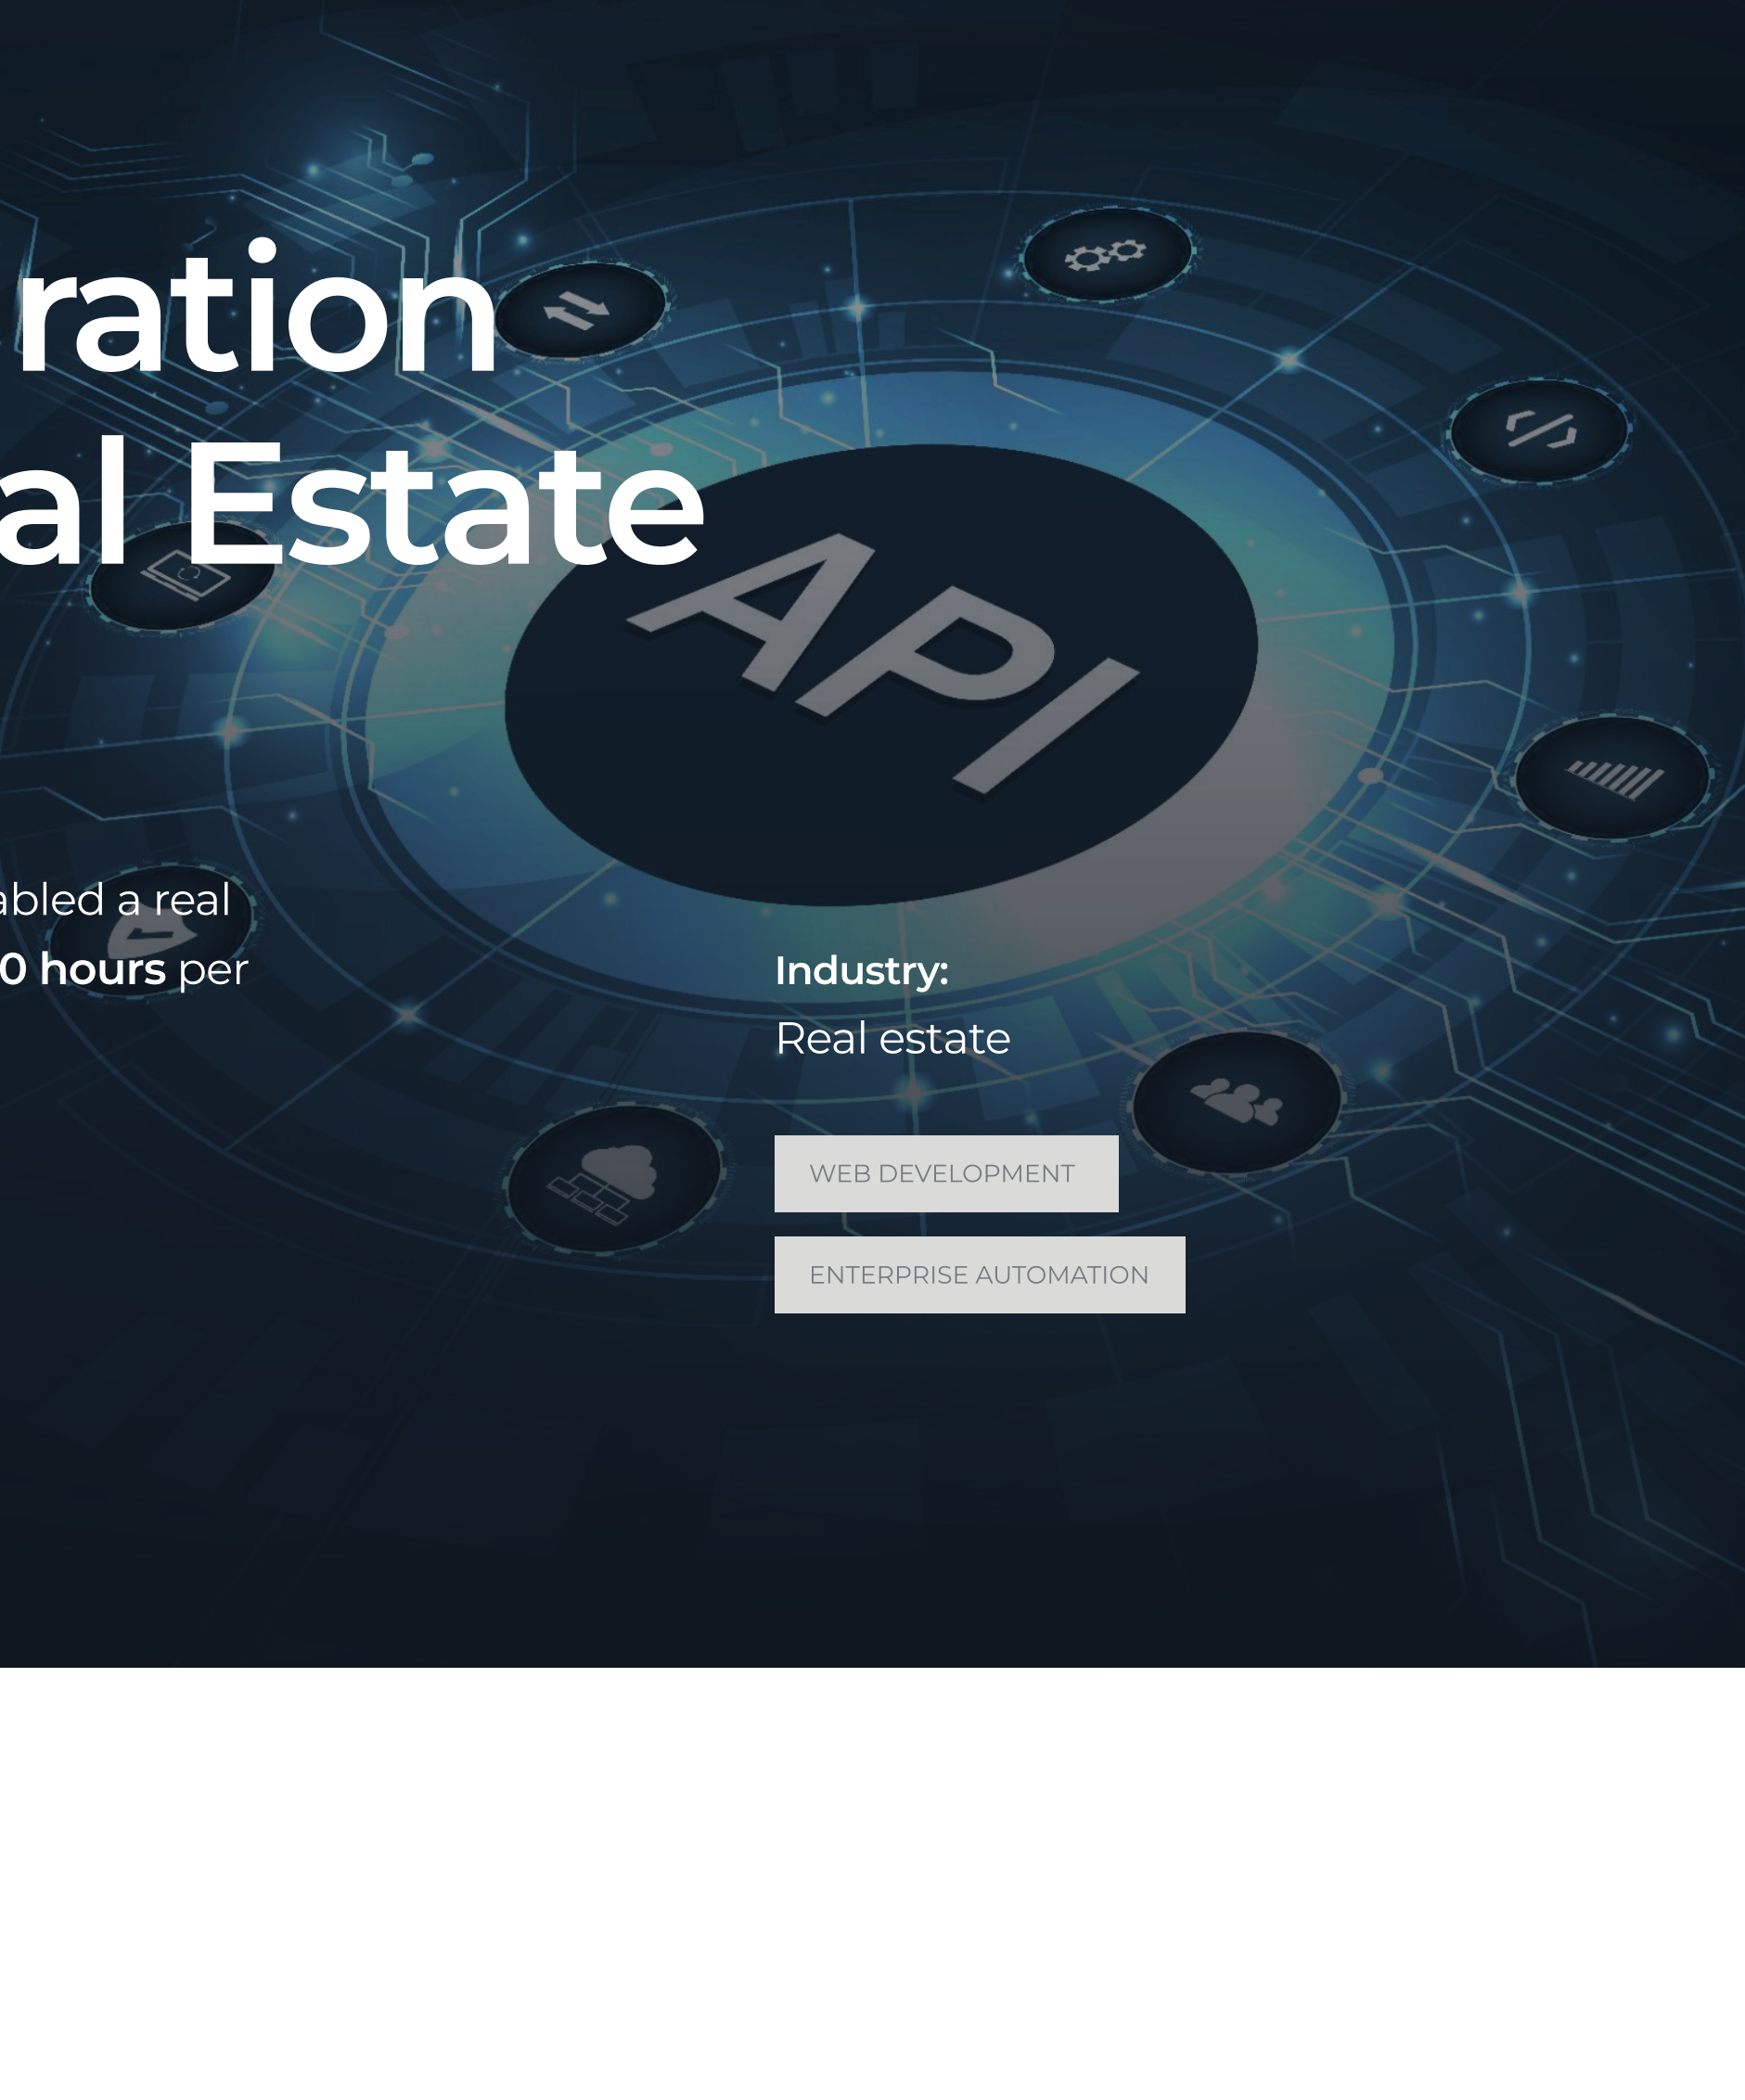 ration
al Estate
API
abled a real
0 hours per
Industry:
Real estate
WEB DEVELOPMENT
ENTERPRISE AUTOMATION